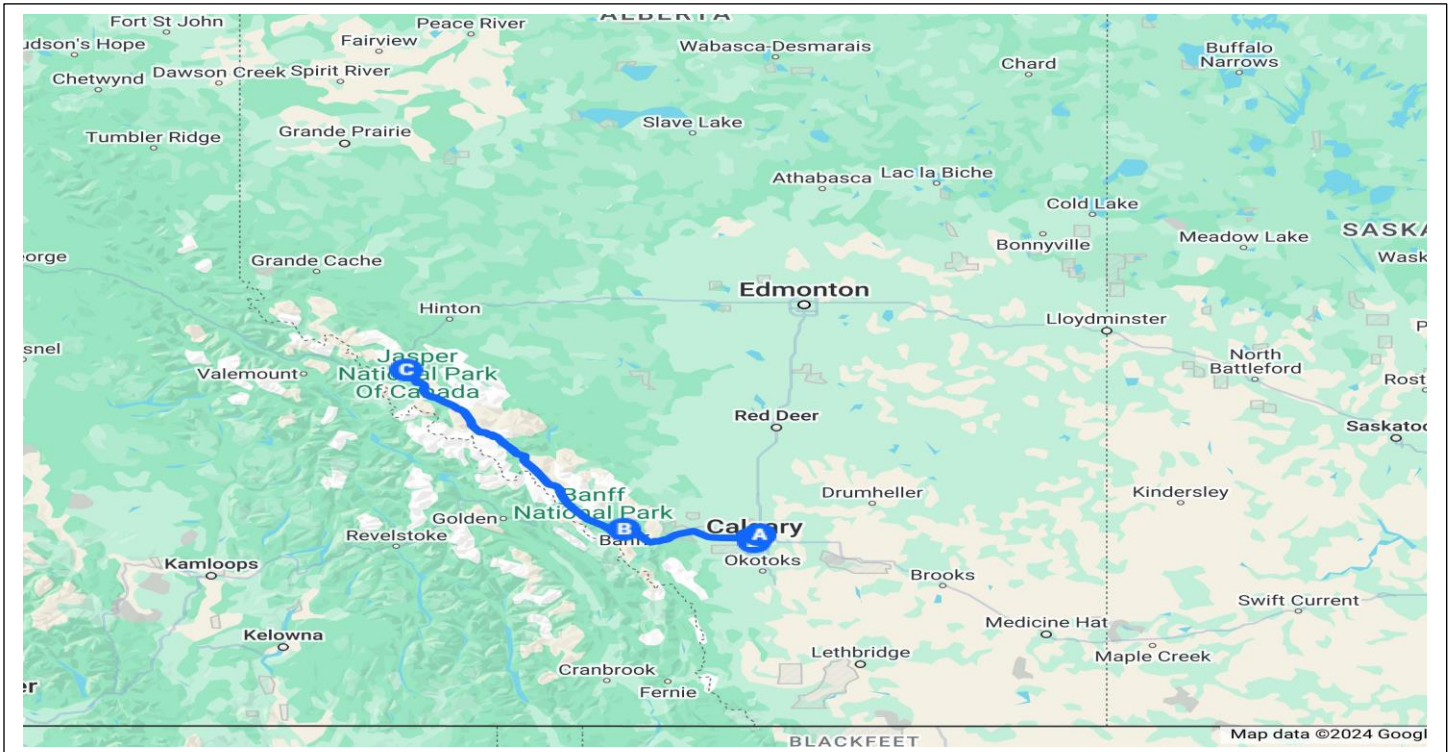 ALBERTA
Fort St John
Peace River
udson's Hope
Fairview
Wabasca-Desmarais
Buffalo
Narrows
Chard
Chetwynd
Dawson Creek
Spirit River
Tumbler Ridge
Grande Prairie
Slave Lake
Athabasca
Lac la Biche
Cold Lake
Bonnyville
Meadow Lake
SASKA
Wask
eorge
Grande Cache
Edmonton
Hinton
Lloydminster
P
snel
Jasper
National Park
Of Canada
C
Valemount
North
Battleford
Rost
Red Deer
Saskatoo
Banff
National Park
Drumheller
Kindersley
Golden
Revelstoke
B
Banff
Calgary
A
Okotoks
Kamloops
Brooks
Swift Current
Medicine Hat
Kelowna
Lethbridge
Maple Creek
Cranbrook
Fernie
er
BLACKFEET
Map data ©2024 Googl